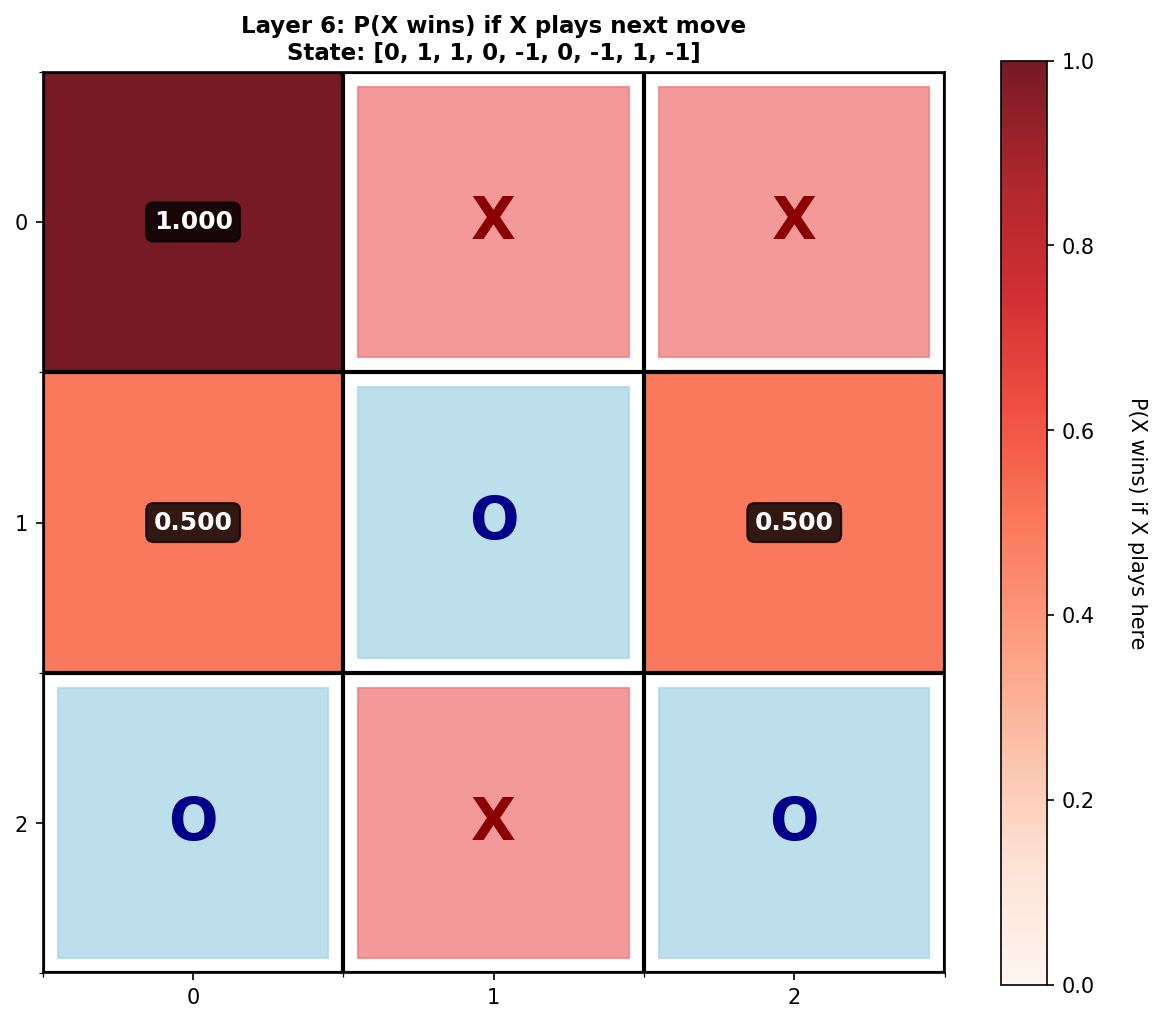 Layer 6: P(X wins) if X plays next move
State: [0, 1, 1, 0, -1, 0, -1, 1, -1]
1.0
0
1.000
X
X
0.8
0.6
1
0.500
O
0.500
P(X wins) if X plays here
0.4
0.2
2
O
X
O
0.0
0
1
2